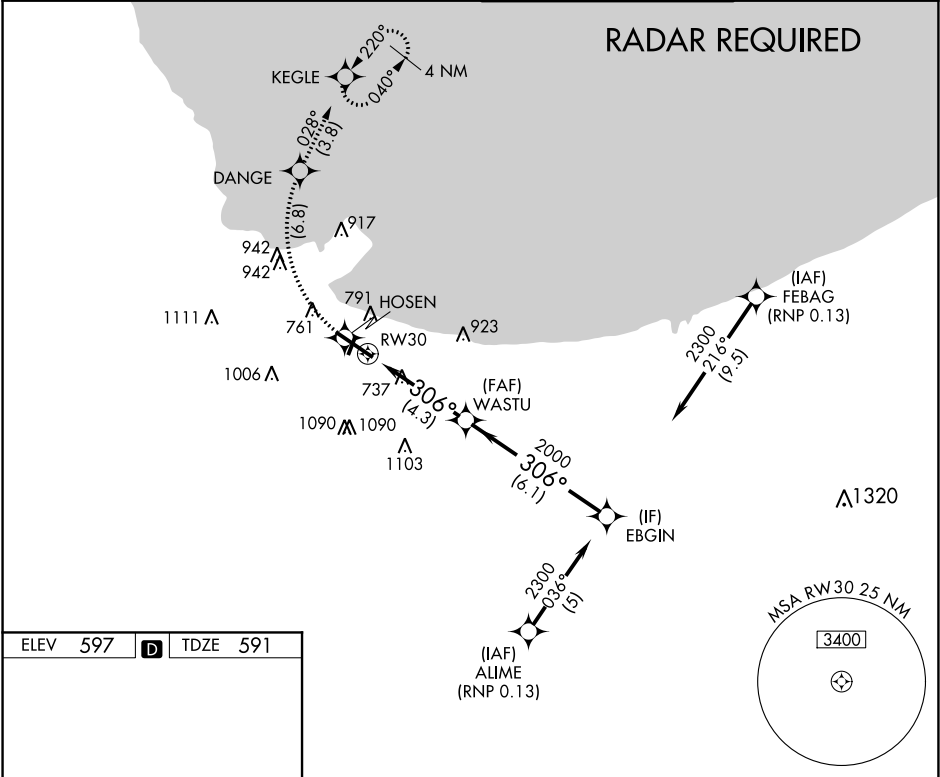 RADAR REQUIRED
220°
KEGLE
4 NM
040°
028°
(3.8)
DANGE
(6.8)
917
942
942
(IAF)
FEBAG
(RNP 0.13)
791
HOSEN
1111
761
923
RW30
2300
216°
(9.5)
1006
737
306°
(4.3)
(FAF)
WASTU
1090
1090
1103
2000
306°
(6.1)
1320
(IF)
EBGIN
2300
036°
(5)
MSA RW30 25 NM
3400
ELEV 597 D TDZE 591
(IAF)
ALIME
(RNP 0.13)